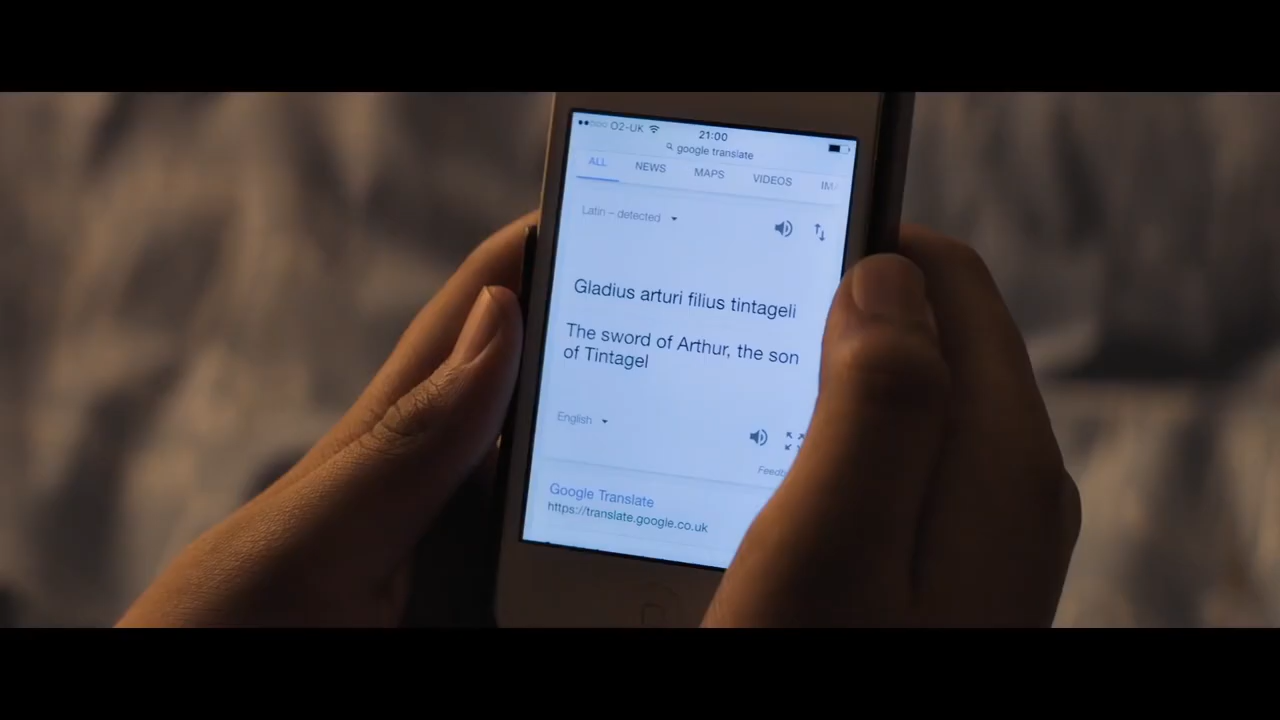 O2-UK 21:00
google translate
ALL NEWS MAPS VIDEOS
Latin – detected
Gladius arturi filius tintageli
The sword of Arthur, the son
of Tintagel
English
Google Translate
https://translate.google.co.uk